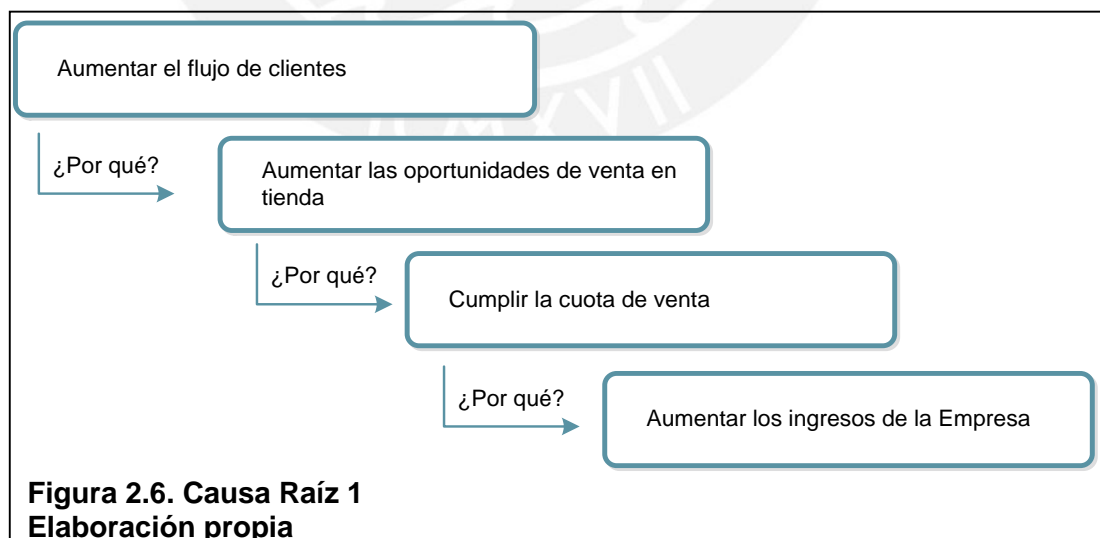 MXVII
Aumentar el flujo de clientes
¿Por qué?
Aumentar las oportunidades de venta en
tienda
¿Por qué?
Cumplir la cuota de venta
¿Por qué?
Aumentar los ingresos de la Empresa
Figura 2.6. Causa Raíz 1
Elaboración propia